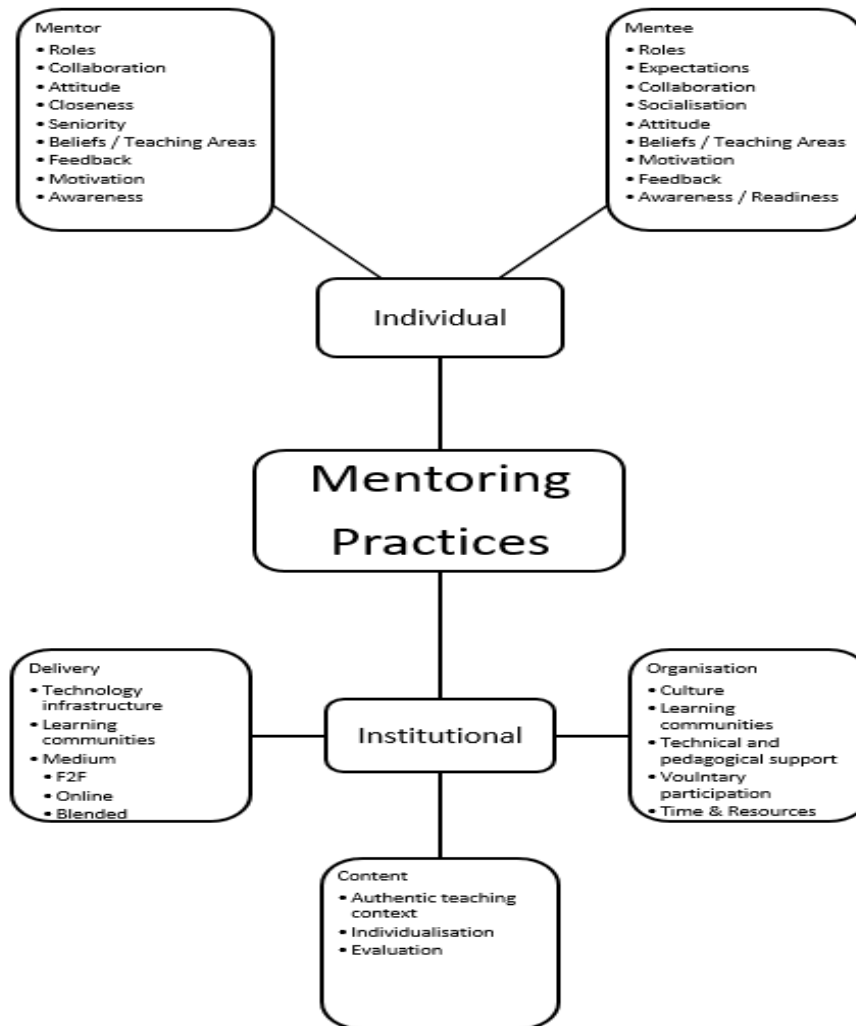 Mentor
• Roles
• Collaboration
• Attitude
• Closeness
• Seniority
• Beliefs / Teaching Areas
• Feedback
• Motivation
• Awareness
Mentee
• Roles
• Expectations
• Collaboration
• Socialisation
• Attitude
• Beliefs / Teaching Areas
• Motivation
• Feedback
• Awareness / Readiness
Individual
Mentoring
Practices
Delivery
• Technology
infrastructure
• Learning
communities
• Medium
• F2F
• Online
• Blended
Institutional
Organisation
• Culture
• Learning
communities
• Technical and
pedagogical support
• Voulntary
participation
• Time & Resources
Content
• Authentic teaching
context
• Individualisation
• Evaluation